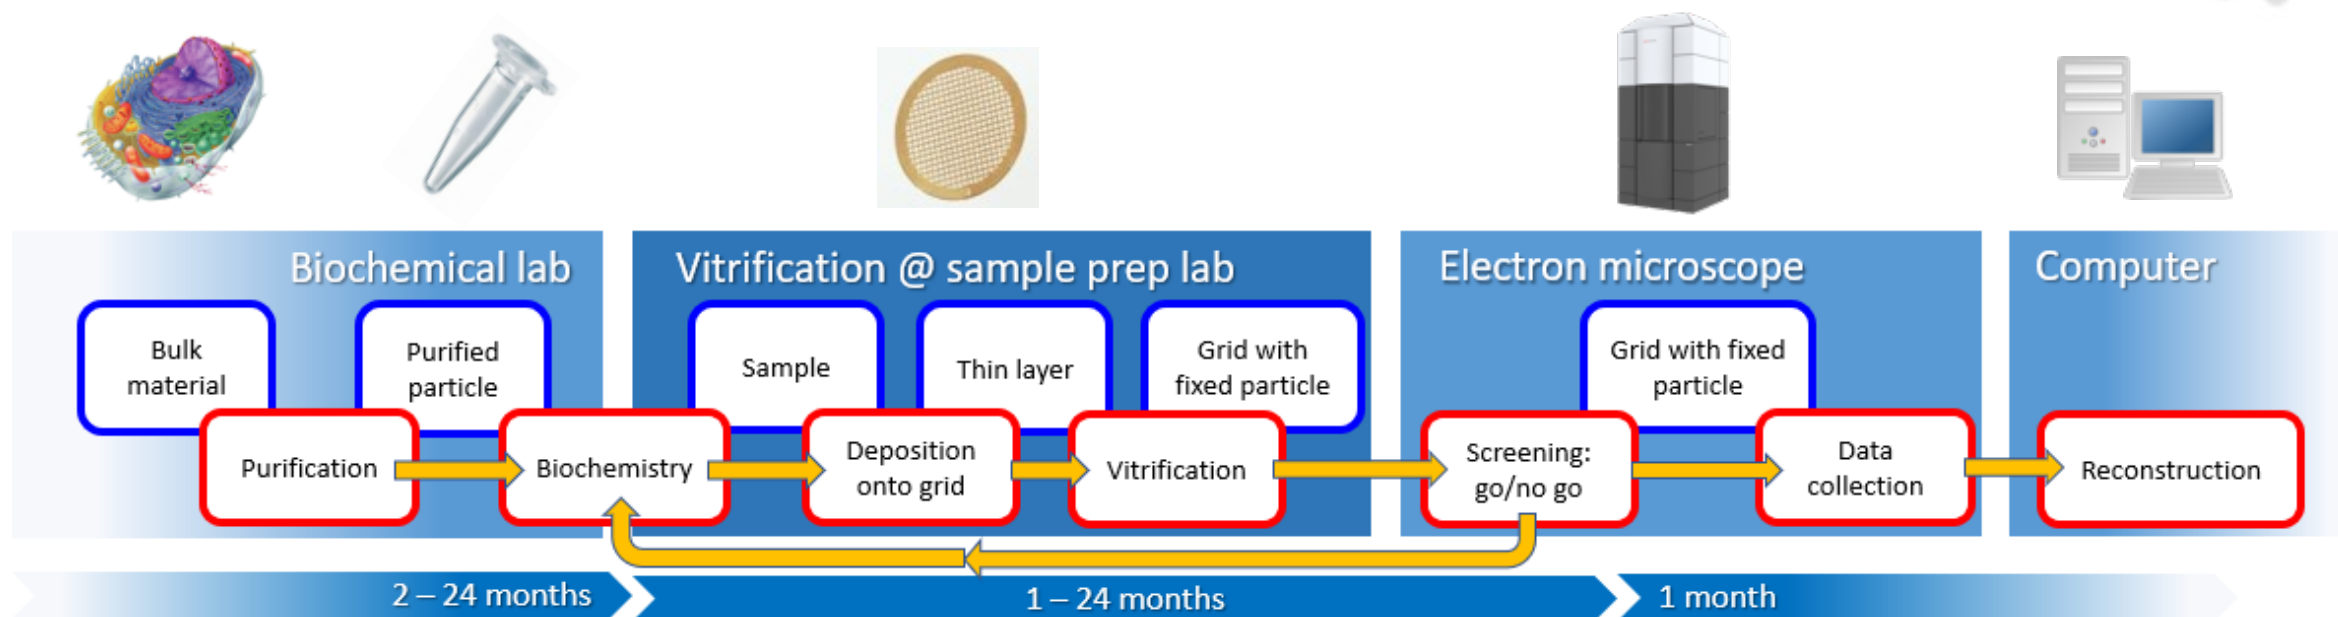 Biochemical lab
Vitrification @ sample prep lab
Electron microscope
Computer
Bulk
material
Purified
particle
Sample
Thin layer
Grid with
fixed particle
Grid with fixed
particle
Purification
Biochemistry
Deposition
onto grid
Vitrification
Screening:
go/no go
Data
collection
Reconstruction
2 – 24 months
1 – 24 months
1 month